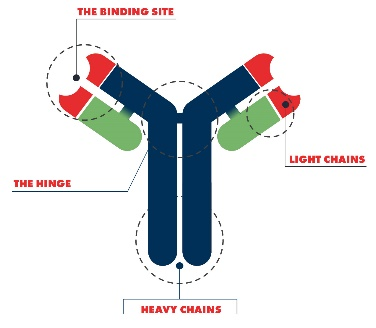 THE BINDING SITE
LIGHT CHAINS
THE HINGE
HEAVY CHAINS